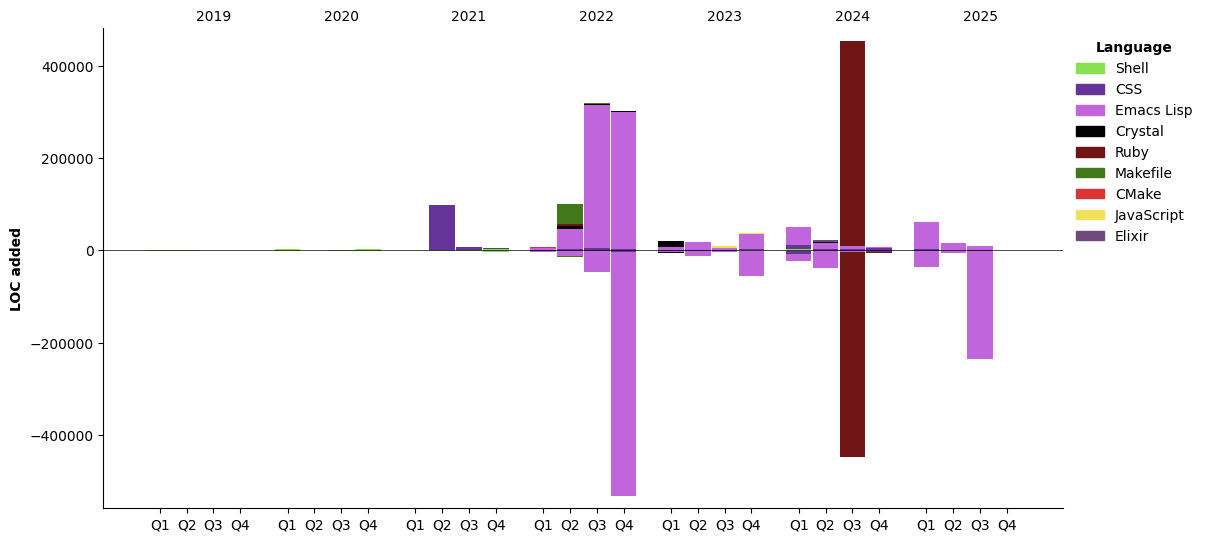 2019 2020 2021 2022 2023 2024 2025
Language
Shell
CSS
Emacs Lisp
Crystal
Ruby
Makefile
CMake
JavaScript
Elixir
LOC added
400000
200000
0
−200000
−400000
Q1 Q2 Q3 Q4 Q1 Q2 Q3 Q4 Q1 Q2 Q3 Q4 Q1 Q2 Q3 Q4 Q1 Q2 Q3 Q4 Q1 Q2 Q3 Q4 Q1 Q2 Q3 Q4